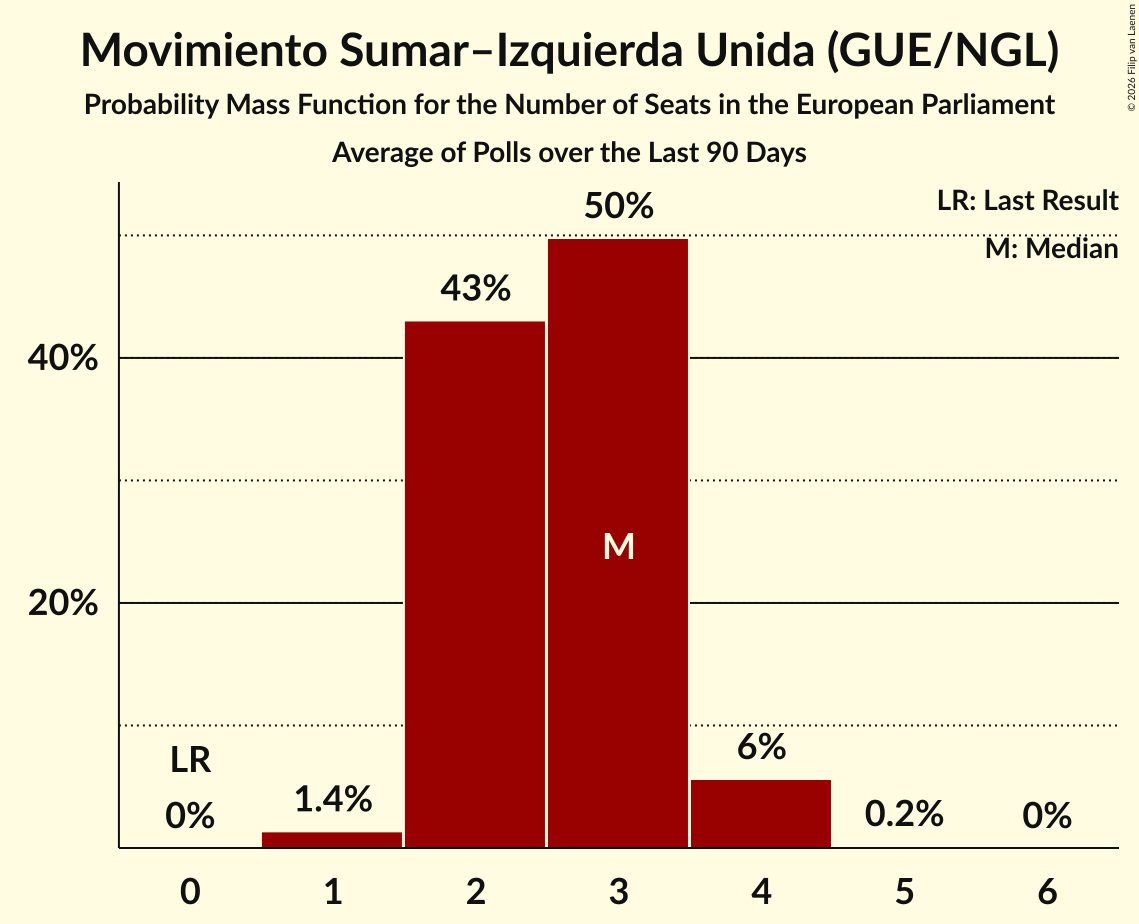 Movimiento Sumar–Izquierda Unida (GUE/NGL)
Probability Mass Function for the Number of Seats in the European Parliament
Average of Polls over the Last 90 Days
© 2026 Filip van Laenen
LR: Last Result
M: Median
50%
43%
40%
M
20%
LR
0%
1.4%
6%
0.2%
0%
0 1 2 3 4 5 6